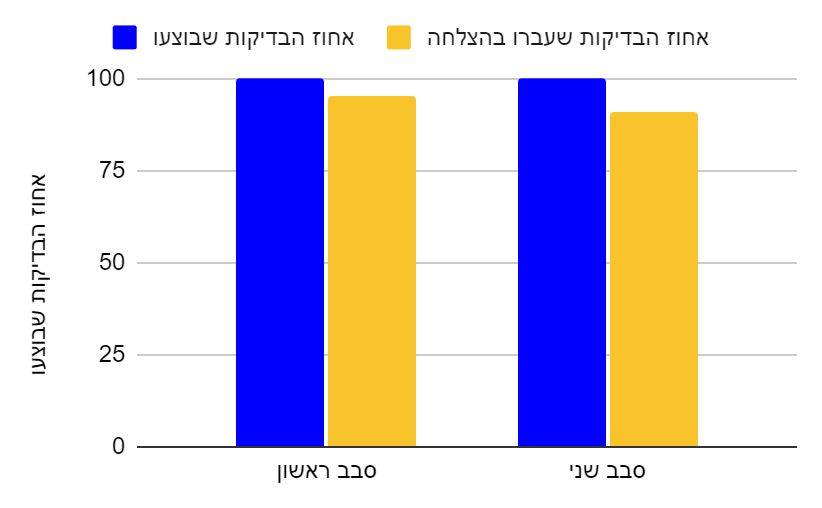 אחוז הבדיקות שבוצעו
אחוז הבדיקות שעברו בהצלחה
100
75
50
25
0
אחוז הבדיקות שבוצעו
סבב ראשון
סבב שני